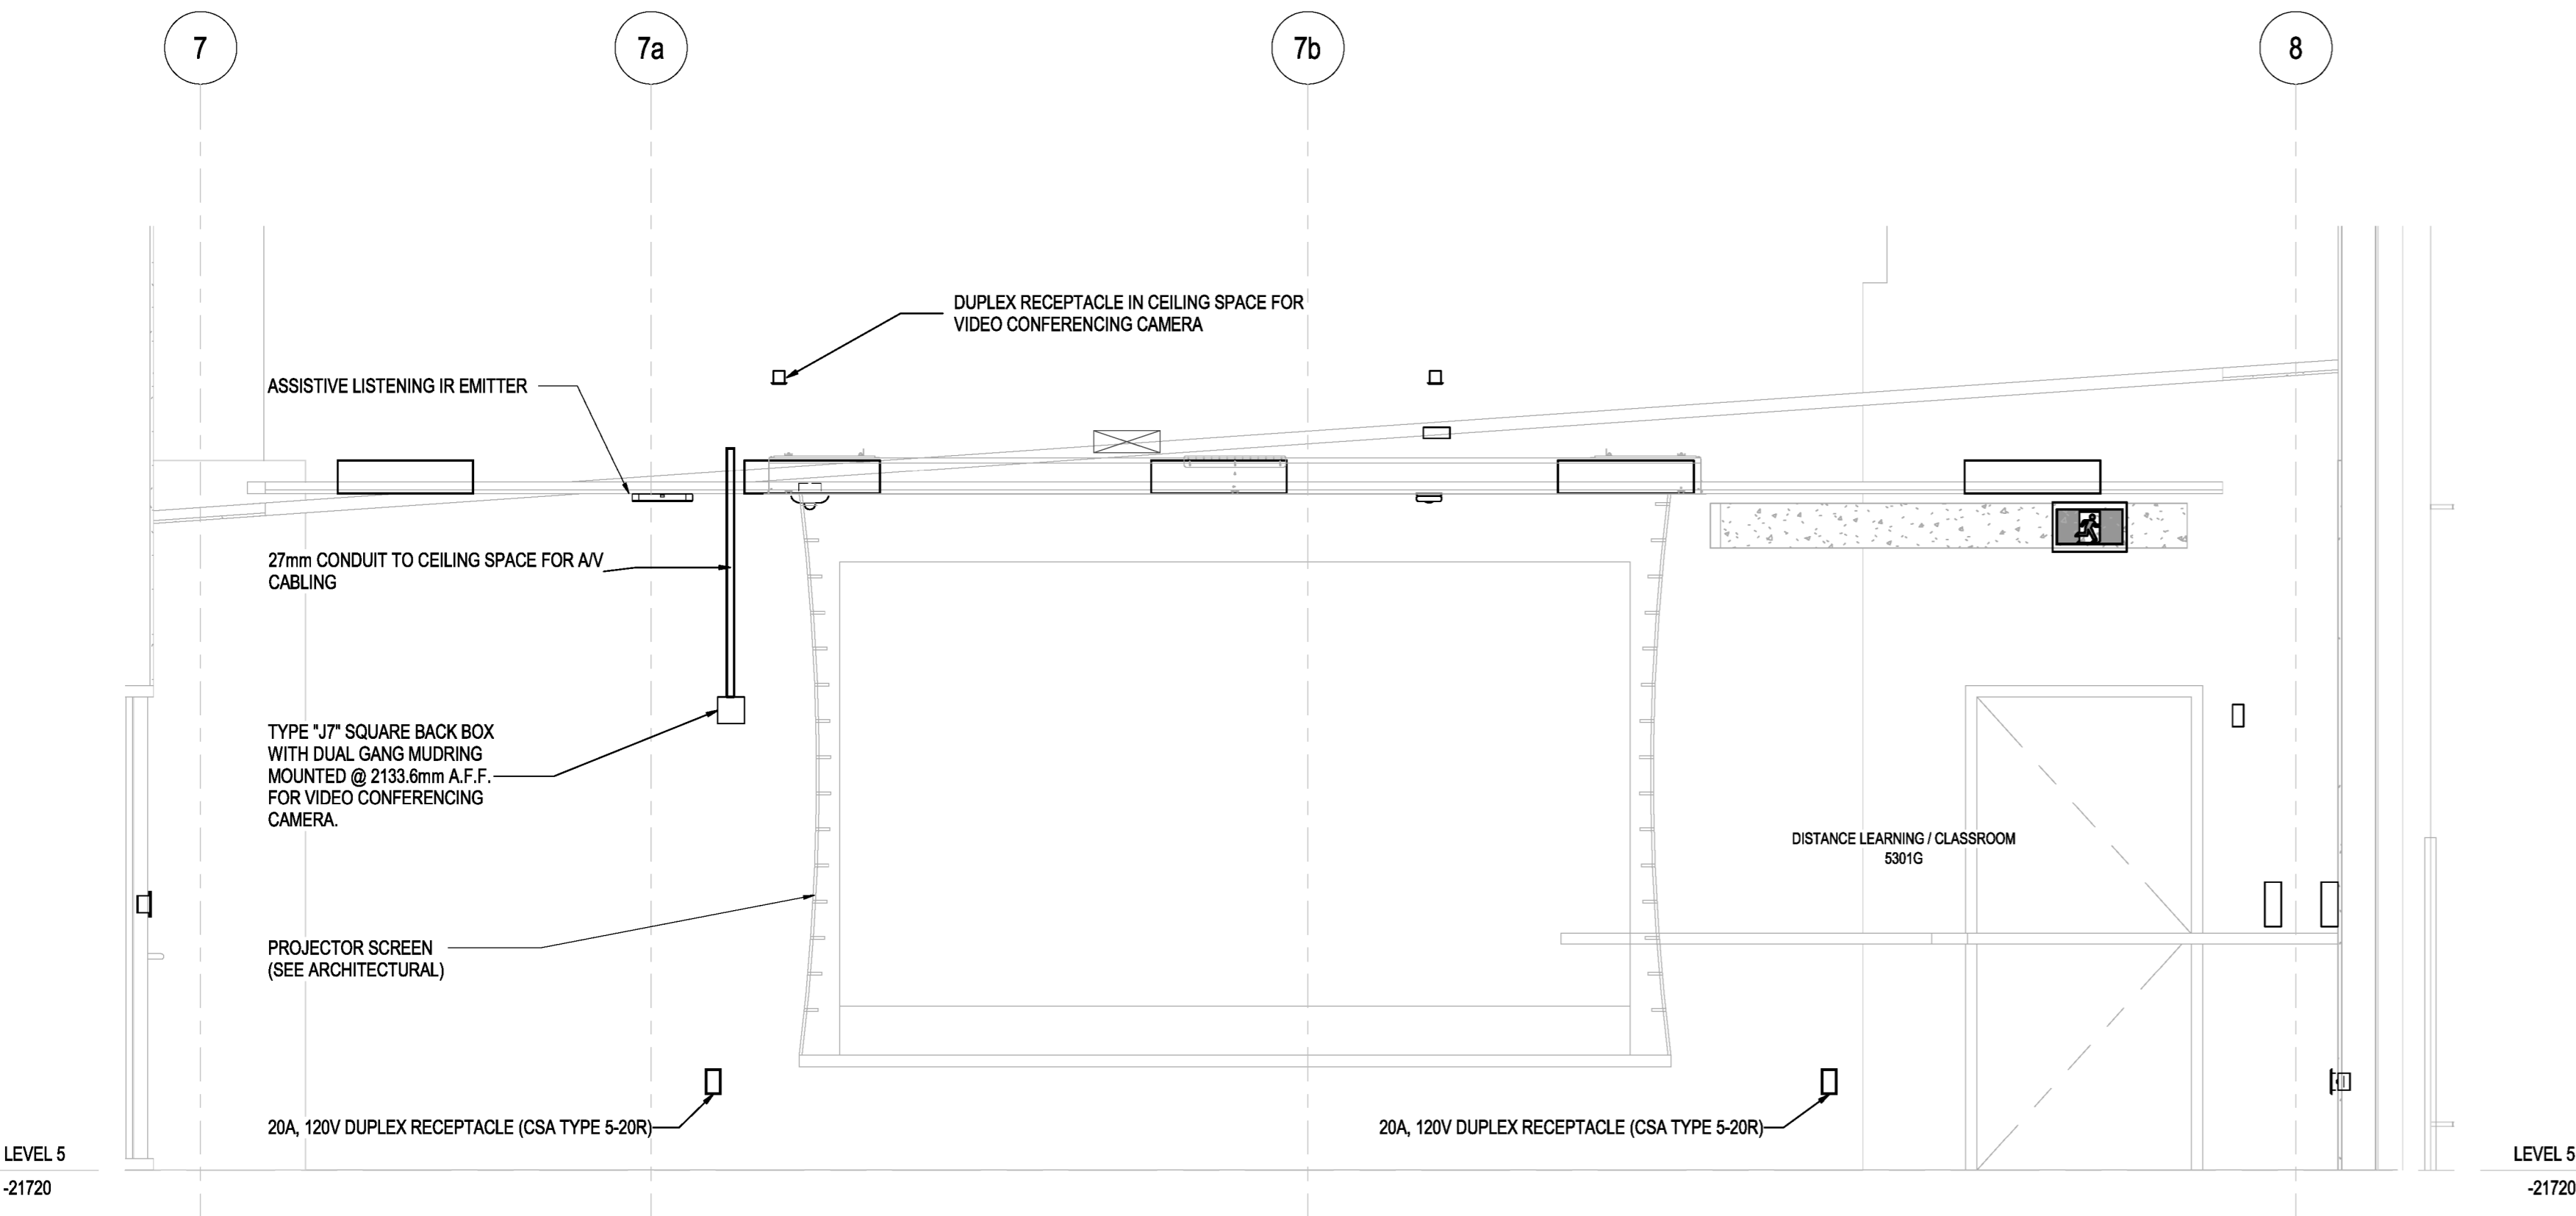 7
7a
7b
8
DUPLEX RECEPTACLE IN CEILING SPACE FOR
VIDEO CONFERENCING CAMERA
ASSISTIVE LISTENING IR EMITTER
27mm CONDUIT TO CEILING SPACE FOR A/V
CABLING
TYPE "J7" SQUARE BACK BOX
WITH DUAL GANG MUDRING
MOUNTED @ 2133.6mm A.F.F.
FOR VIDEO CONFERENCING
CAMERA.
DISTANCE LEARNING / CLASSROOM
5301G
PROJECTOR SCREEN
(SEE ARCHITECTURAL)
20A, 120V DUPLEX RECEPTACLE (CSA TYPE 5-20R)
20A, 120V DUPLEX RECEPTACLE (CSA TYPE 5-20R)
LEVEL 5
-21720
LEVEL 5
-21720